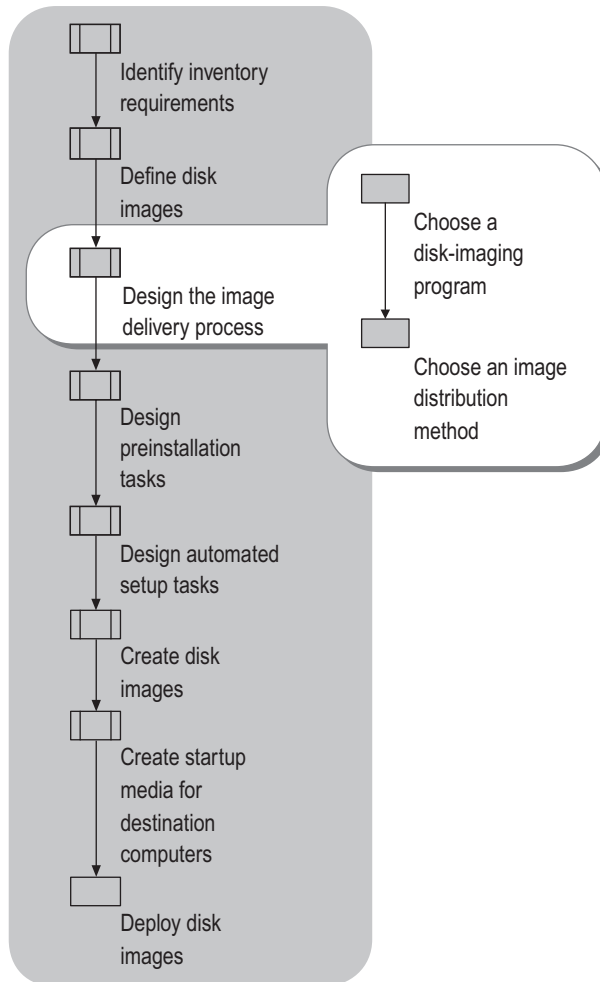 Identify inventory
requirements
Define disk
images
Design the image
delivery process
Choose a
disk-imaging
program
Choose an image
distribution
method
Design
preinstallation
tasks
Design automated
setup tasks
Create disk
images
Create startup
media for
destination
computers
Deploy disk
images